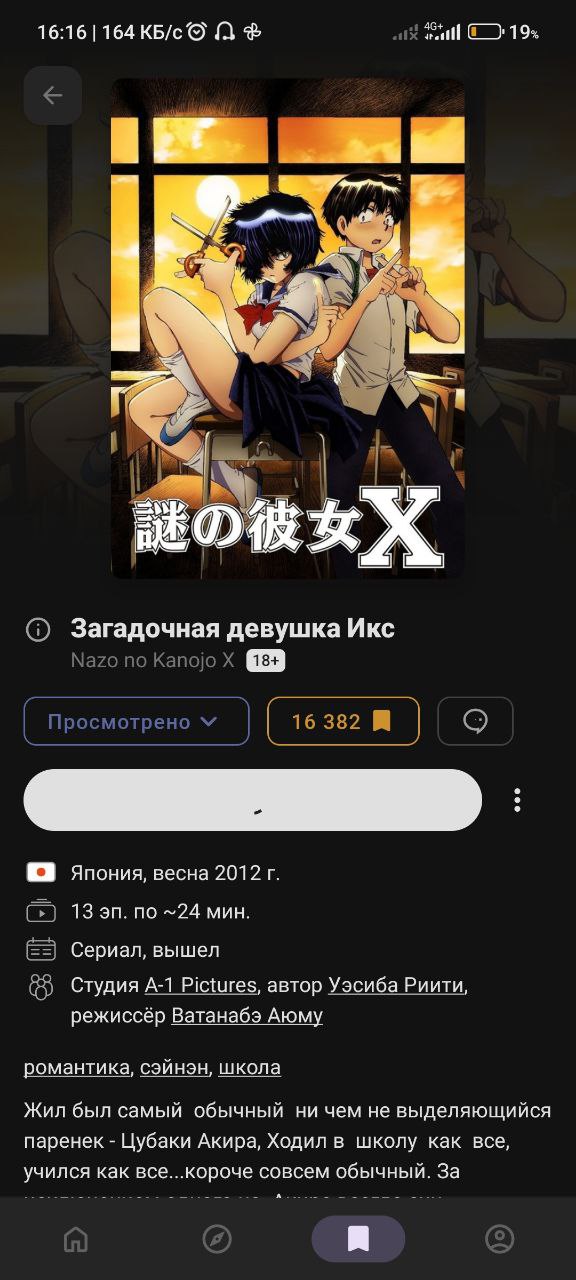 16:16 | 164 КБ/с
4G+
19%
謎の彼女X
Загадочная девушка Икс
Nazo no Kanojo X 18+
Просмотрено
16 382
Япония, весна 2012 г.
13 эп. по ~24 мин.
Сериал, вышел
Студия A-1 Pictures, автор Уэсиба Риити,
режиссёр Ватанабэ Аюму
романтика, сэйнэн, школа
Жил был самый обычный ни чем не выделяющийся
паренек - Цубаки Акира, Ходил в школу как все,
учился как все...короче совсем обычный. За